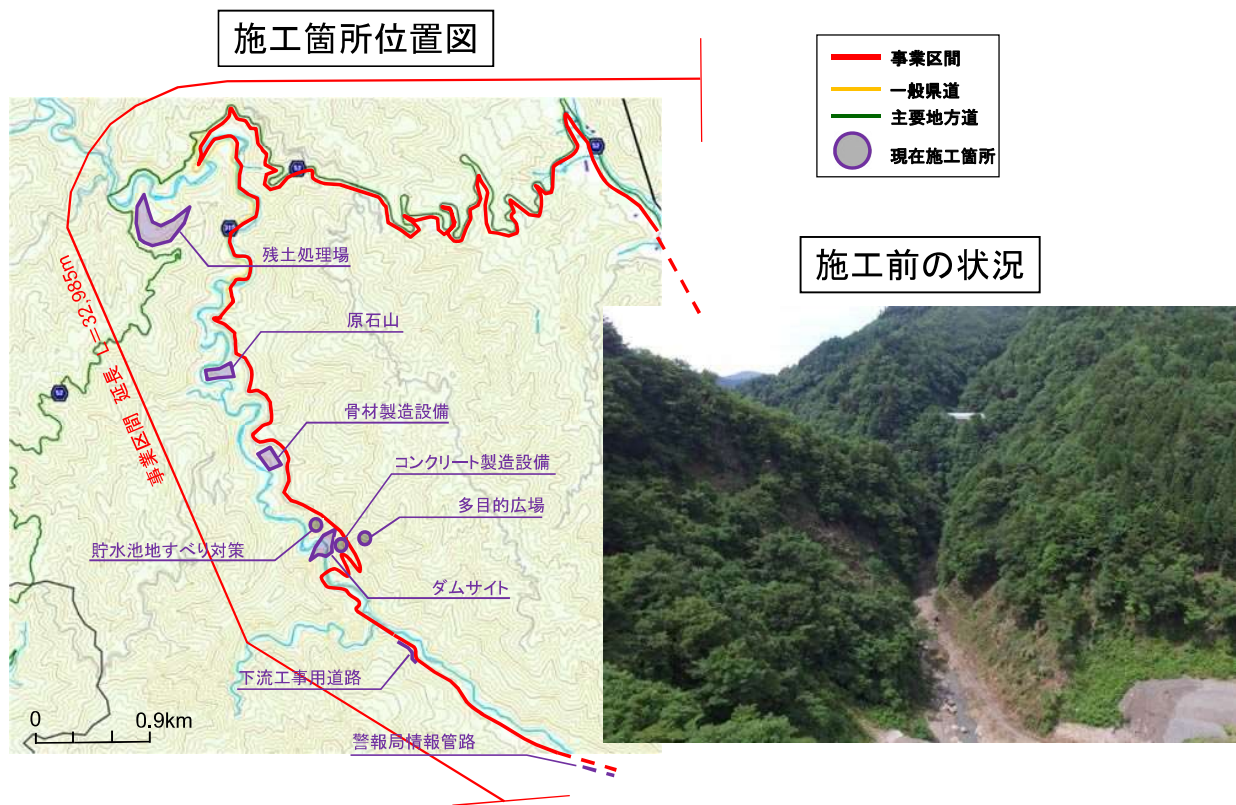 施工箇所位置図
事業区間
一般県道
主要地方道
現在施工箇所
残土処理場
施工前の状況
原石山
事業区間 延長 L=32,985m
骨材製造設備
コンクリート製造設備
多目的広場
貯水池地すべり対策
ダムサイト
下流工事用道路
0 0.9km
警報局情報管路